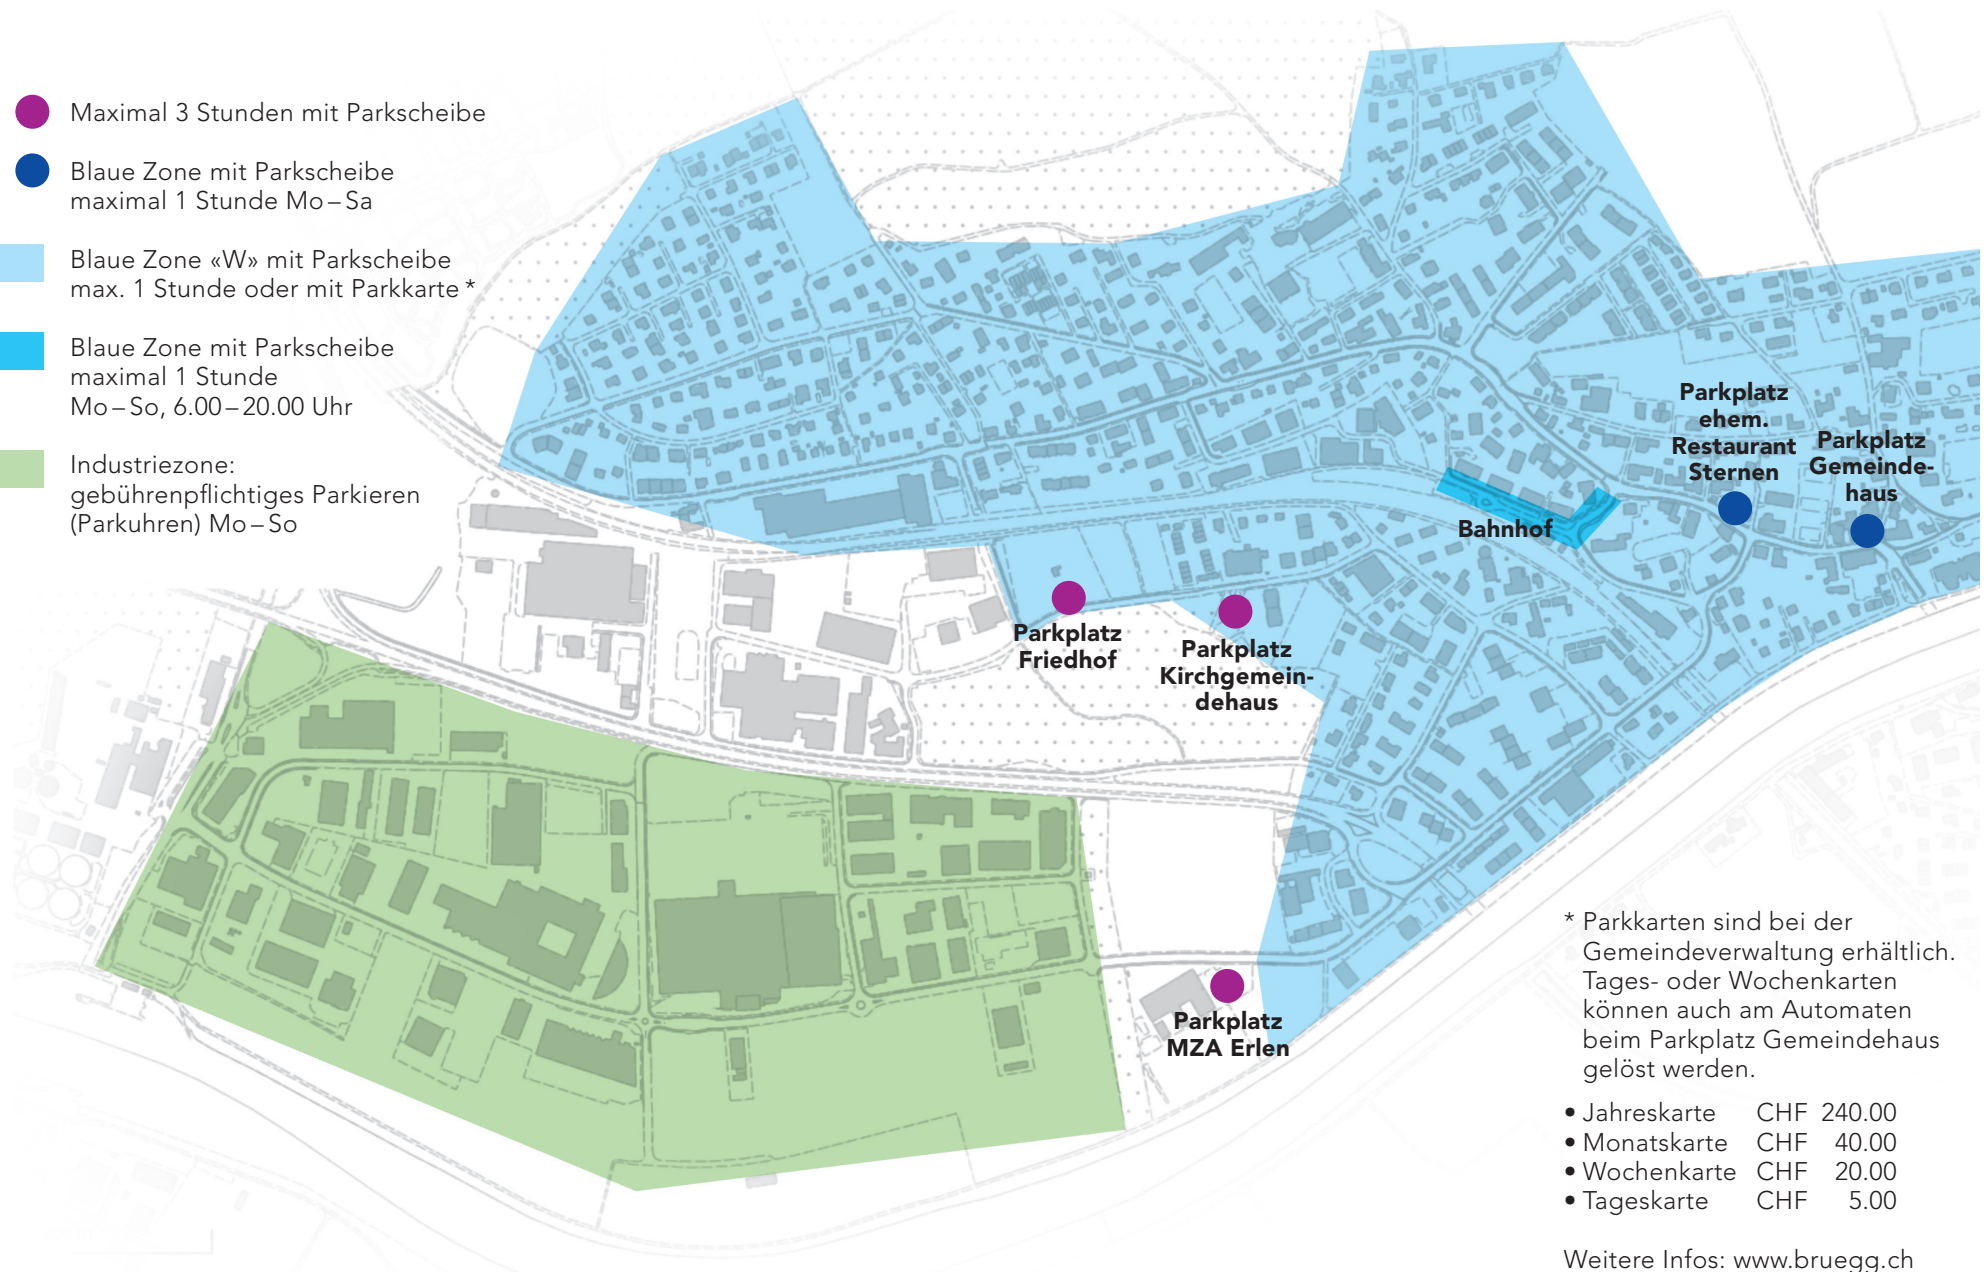 Maximal 3 Stunden mit Parkscheibe
Blaue Zone mit Parkscheibe
maximal 1 Stunde Mo – Sa
Blaue Zone «W» mit Parkscheibe
max. 1 Stunde oder mit Parkkarte *
Blaue Zone mit Parkscheibe
maximal 1 Stunde
Mo – So, 6.00 – 20.00 Uhr
Industriezone:
gebührenpflichtiges Parkieren
(Parkuhren) Mo – So
Parkplatz
ehem.
Restaurant
Sternen
Parkplatz
Gemeinde-
haus
Bahnhof
Parkplatz
Friedhof
Parkplatz
Kirchgemein-
dehaus
Parkplatz
MZA Erlen
* Parkkarten sind bei der
Gemeindeverwaltung erhältlich.
Tages- oder Wochenkarten
können auch am Automaten
beim Parkplatz Gemeindehaus
gelöst werden.
• Jahreskarte CHF 240.00
• Monatskarte CHF 40.00
• Wochenkarte CHF 20.00
• Tageskarte CHF 5.00
Weitere Infos: www.bruegg.ch